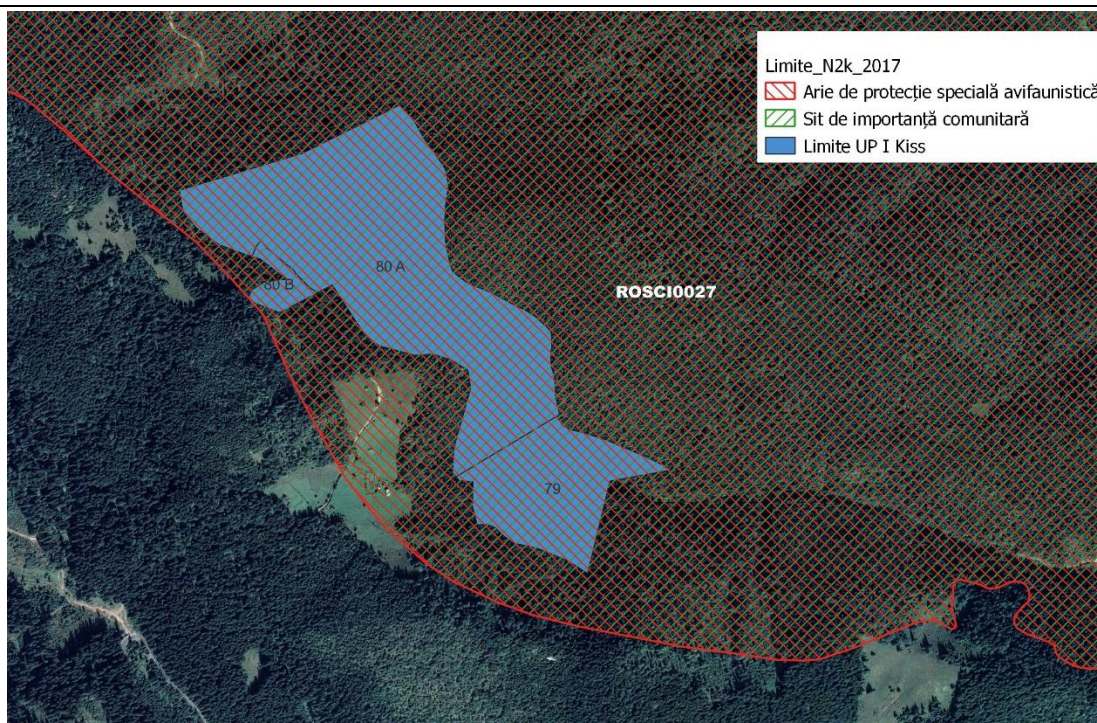 Limite_N2k_2017
Arie de protecție specială avifaunistică
Sit de importanță comunitară
Limite UP I Kiss
80 A
80 B
ROSCI0027
79